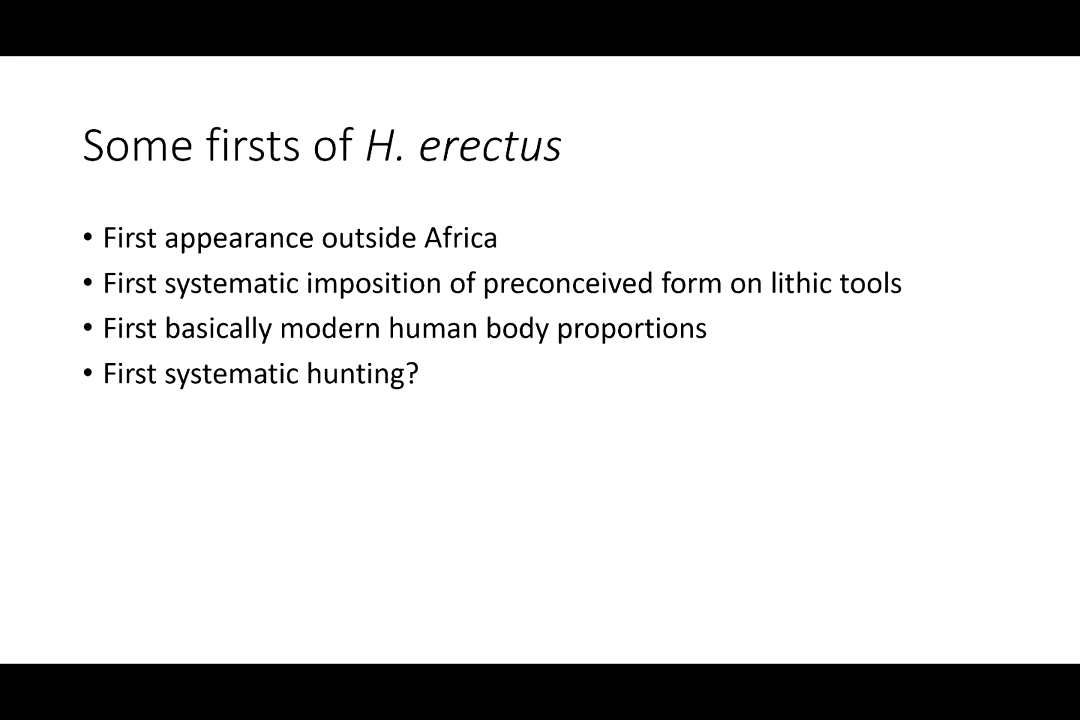 Some firsts of H. erectus
• First appearance outside Africa
• First systematic imposition of preconceived form on lithic tools
• First basically modern human body proportions
• First systematic hunting?